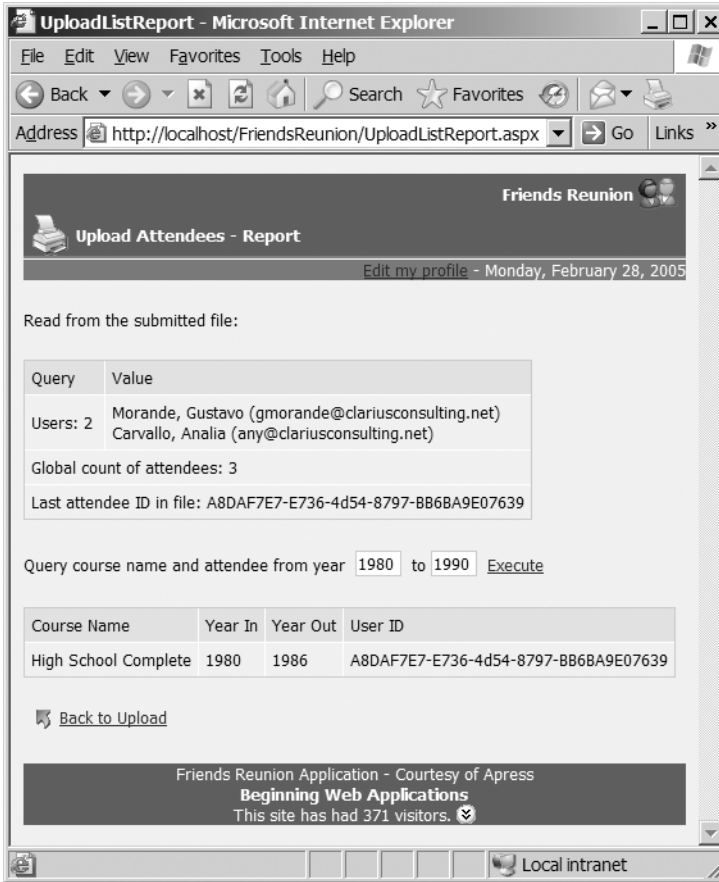 UploadListReport - Microsoft Internet Explorer
File Edit View Favorites Tools Help
Back Search Favorites
Address http://localhost/FriendsReunion/UploadListReport.aspx Go Links »
Friends Reunion
Upload Attendees - Report
Edit my profile - Monday, February 28, 2005
Read from the submitted file:
Query Value
Users: 2 Morande, Gustavo (gmorande@clariusconsulting.net)
Carvallo, Analia (any@clariusconsulting.net)
Global count of attendees: 3
Last attendee ID in file: A8DAF7E7-E736-4d54-8797-BB6BA9E07639
Query course name and attendee from year 1980 to 1990 Execute
Course Name Year In Year Out User ID
High School Complete 1980 1986 A8DAF7E7-E736-4d54-8797-BB6BA9E07639
Back to Upload
Friends Reunion Application - Courtesy of Apress
Beginning Web Applications
This site has had 371 visitors.
Local intranet